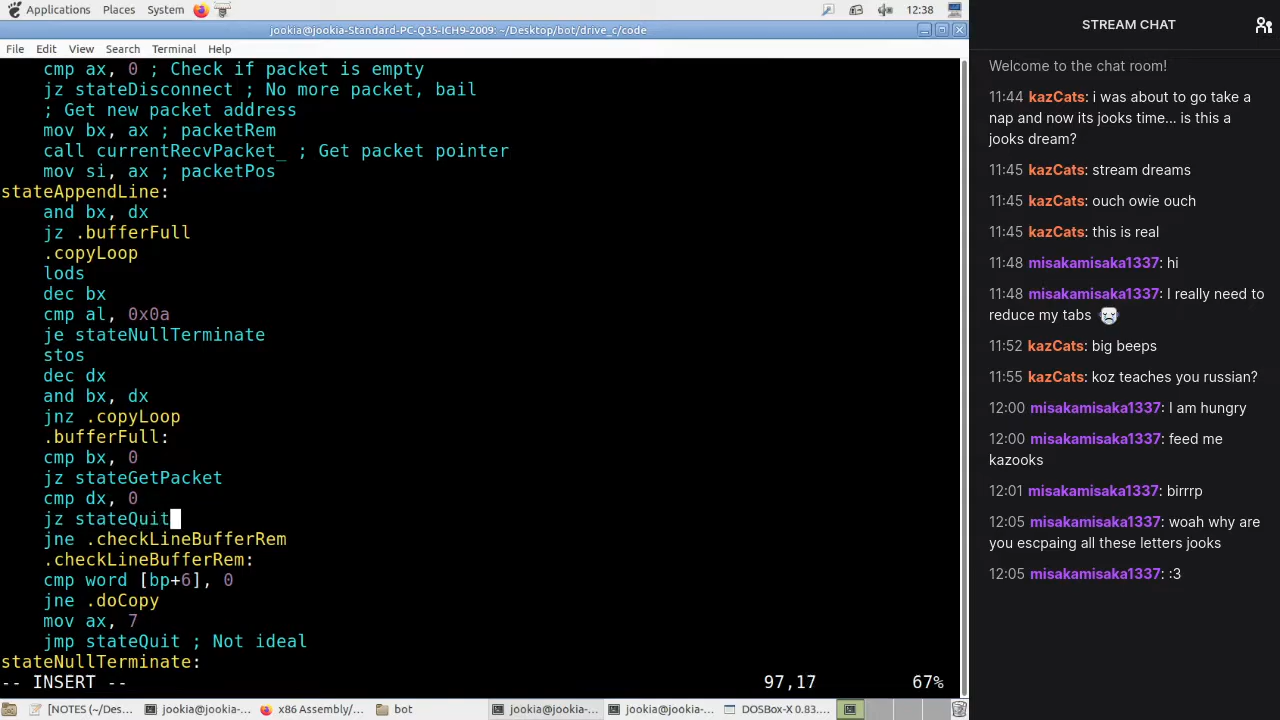 Applications Places System 12:38
jookia@jookia-Standard-PC-Q35-ICH9-2009: ~/Desktop/bot/drive_c/code
File Edit View Search Terminal Help
cmp ax, 0 ; Check if packet is empty
jz stateDisconnect ; No more packet, bail
; Get new packet address
mov bx, ax ; packetRem
call currentRecvPacket_ ; Get packet pointer
mov si, ax ; packetPos
stateAppendLine:
and bx, dx
jz .bufferFull
.copyLoop
lods
dec bx
cmp al, 0x0a
je stateNullTerminate
stos
dec dx
and bx, dx
jnz .copyLoop
.bufferFull:
cmp bx, 0
jz stateGetPacket
cmp dx, 0
jz stateQuit
jne .checkLineBufferRem
.checkLineBufferRem:
cmp word [bp+6], 0
jne .doCopy
mov ax, 7
jmp stateQuit ; Not ideal
stateNullTerminate:
-- INSERT -- 97,17 67%
[NOTES (~/Des... jookia@jookia-... x86 Assembly/... bot jookia@jookia-... jookia@jookia-... DOSBox-X 0.83....
STREAM CHAT
Welcome to the chat room!
11:44 kazCats: i was about to go take a
nap and now its jooks time... is this a
jooks dream?
11:45 kazCats: stream dreams
11:45 kazCats: ouch owie ouch
11:45 kazCats: this is real
11:48 misakamisaka1337: hi
11:48 misakamisaka1337: I really need to
reduce my tabs
11:52 kazCats: big beeps
11:55 kazCats: koz teaches you russian?
12:00 misakamisaka1337: I am hungry
12:00 misakamisaka1337: feed me
kazooks
12:01 misakamisaka1337: birrrp
12:05 misakamisaka1337: woah why are
you escpaing all these letters jooks
12:05 misakamisaka1337: :3